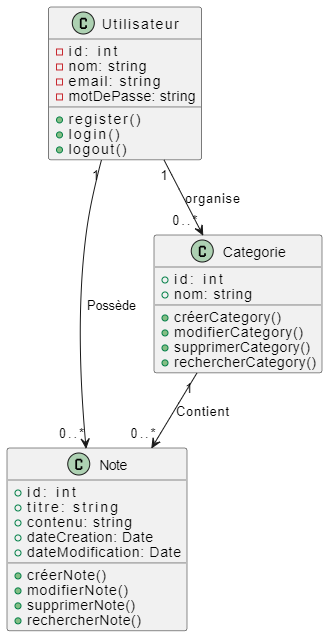 C Utilisateur
id: int
nom: string
email: string
motDePasse: string
register()
login()
logout()
1
1
organise
0..*
C Categorie
id: int
nom: string
créerCategory()
modifierCategory()
supprimerCategory()
rechercherCategory()
Possède
1
Contient
0..*
0..*
C Note
id: int
titre: string
contenu: string
dateCreation: Date
dateModification: Date
créerNote()
modifierNote()
supprimerNote()
rechercherNote()